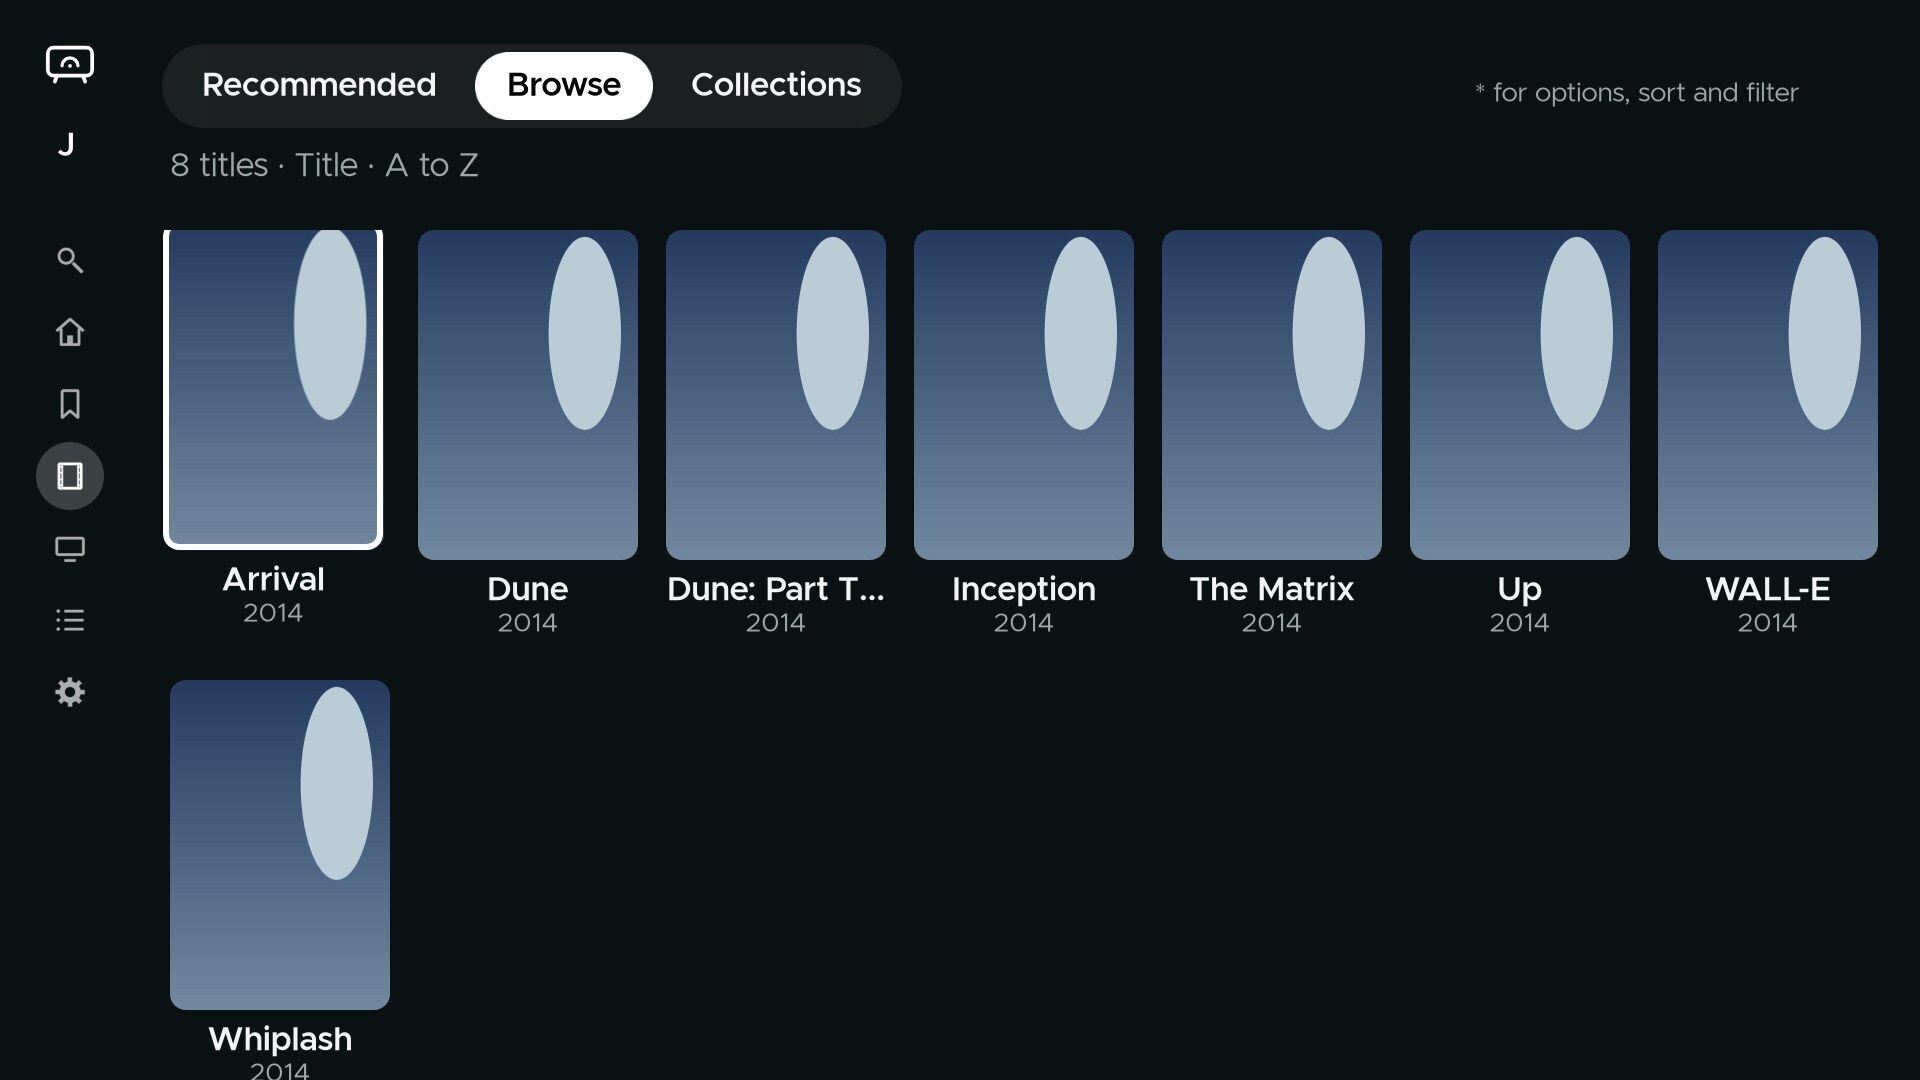 Recommended
Browse
Collections
* for options, sort and filter
J
8 titles · Title · A to Z
Arrival
2014
Dune
2014
Dune: Part T...
2014
Inception
2014
The Matrix
2014
Up
2014
WALL-E
2014
Whiplash
2014